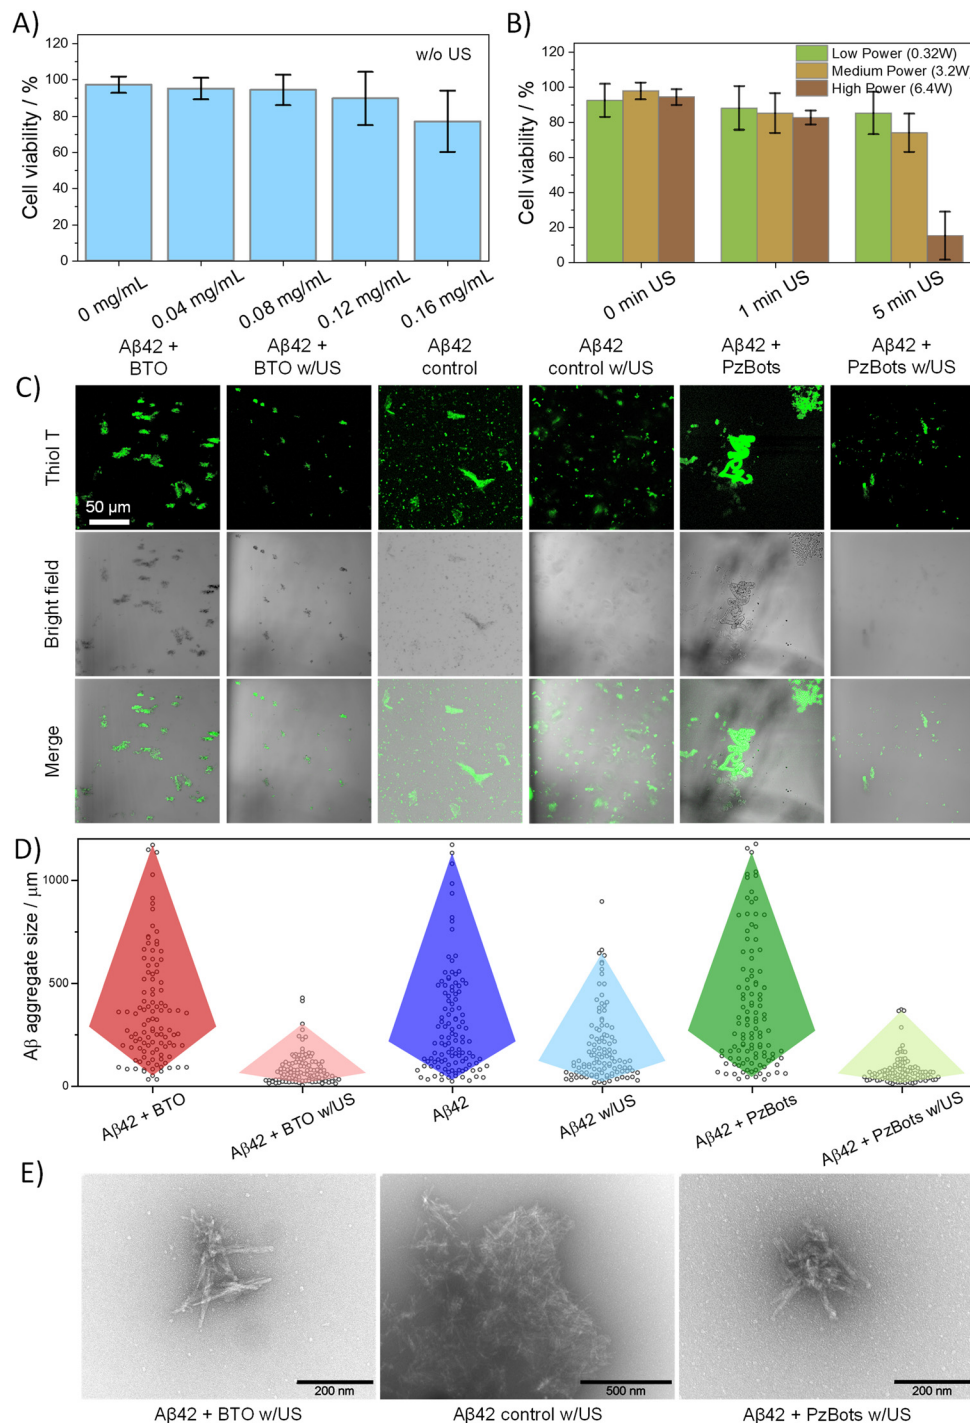 A)
w/o US
Cell viability / %
120
100
80
60
40
20
0
0 mg/mL
0.04 mg/mL
0.08 mg/mL
0.12 mg/mL
0.16 mg/mL
B)
Low Power (0.32W)
Medium Power (3.2W)
High Power (6.4W)
Cell viability / %
120
100
80
60
40
20
0
0 min US
1 min US
5 min US
C)
Aβ42 +
BTO
Aβ42 +
BTO w/US
Aβ42
control
Aβ42
control w/US
Aβ42 +
PzBots
Aβ42 +
PzBots w/US
Thiol T
50 µm
Bright field
Merge
D)
Aβ aggregate size / µm
1000
500
0
Aβ42 + BTO
Aβ42 + BTO w/US
Aβ42
Aβ42 w/US
Aβ42 + PzBots
Aβ42 + PzBots w/US
E)
200 nm
500 nm
200 nm
Aβ42 + BTO w/US
Aβ42 control w/US
Aβ42 + PzBots w/US